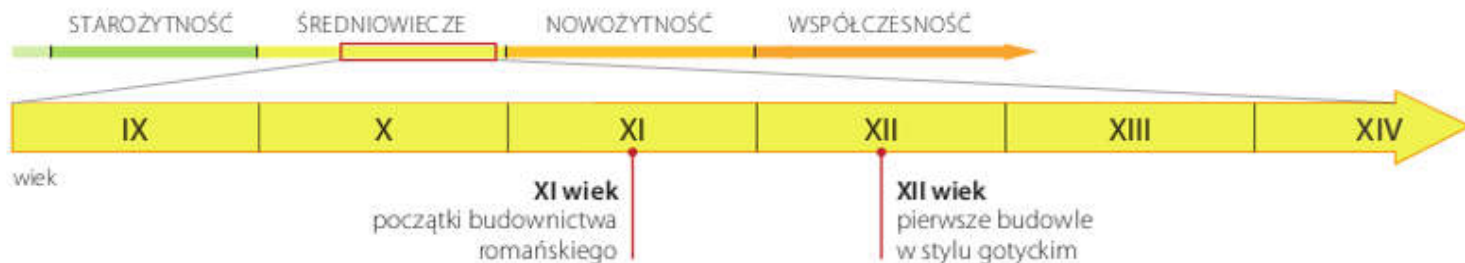 STAROŻYTNOŚĆ ŚREDNIOWIECZE NOWOŻYTNOŚĆ WSPÓŁCZESNOŚĆ
IX X XI XII XIII XIV
wiek
XI wiek
początki budownictwa
romańskiego
XII wiek
pierwsze budowle
w stylu gotyckim